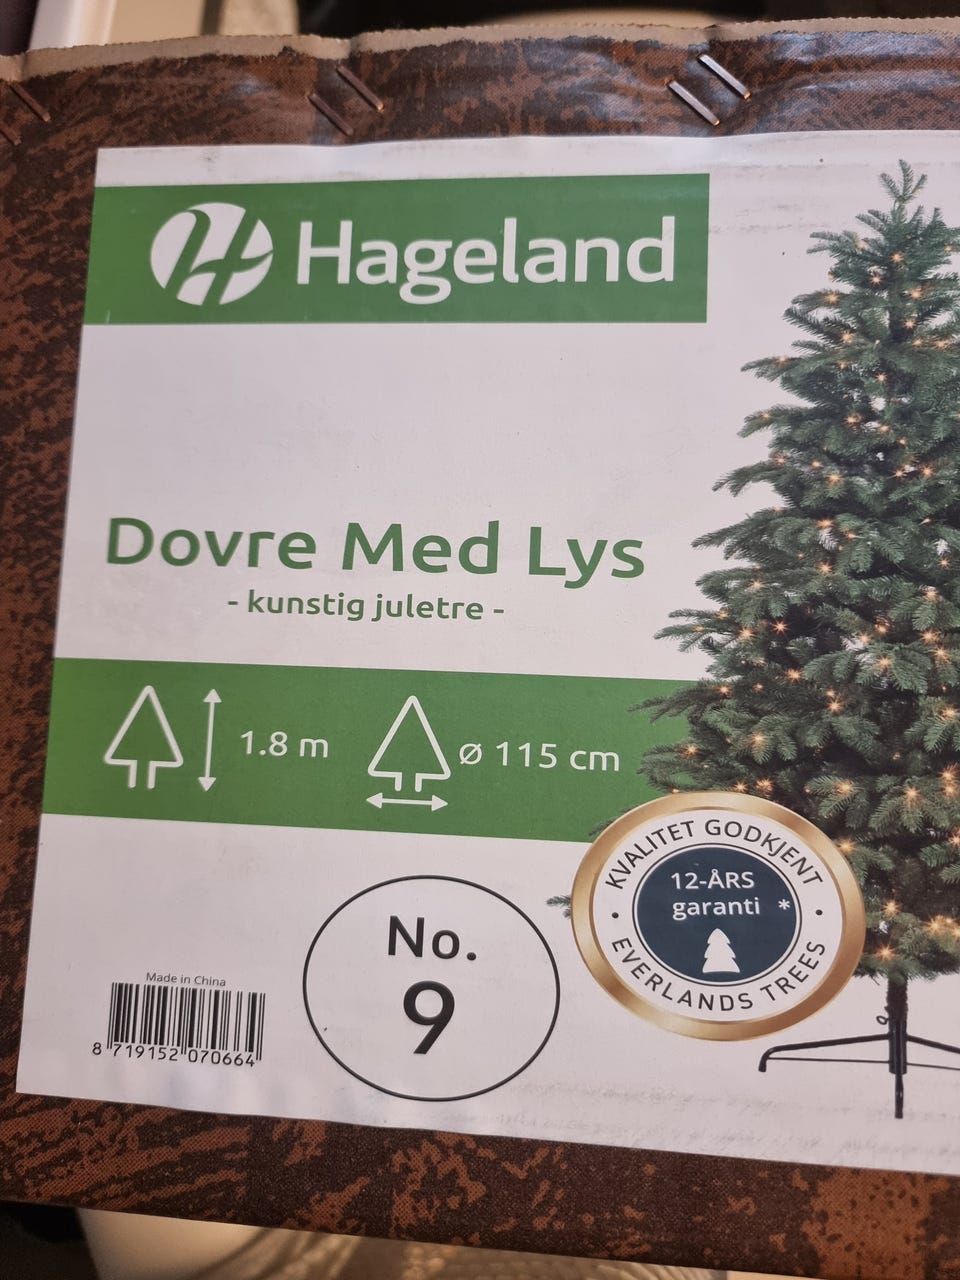 Hageland
Dovre Med Lys
- kunstig juletre -
1.8 m
ø 115 cm
KVALITET GODKJENT
12-ÅRS
garanti *
EVERLANDS TREES
No.
9
Made in China
8 719152 070664